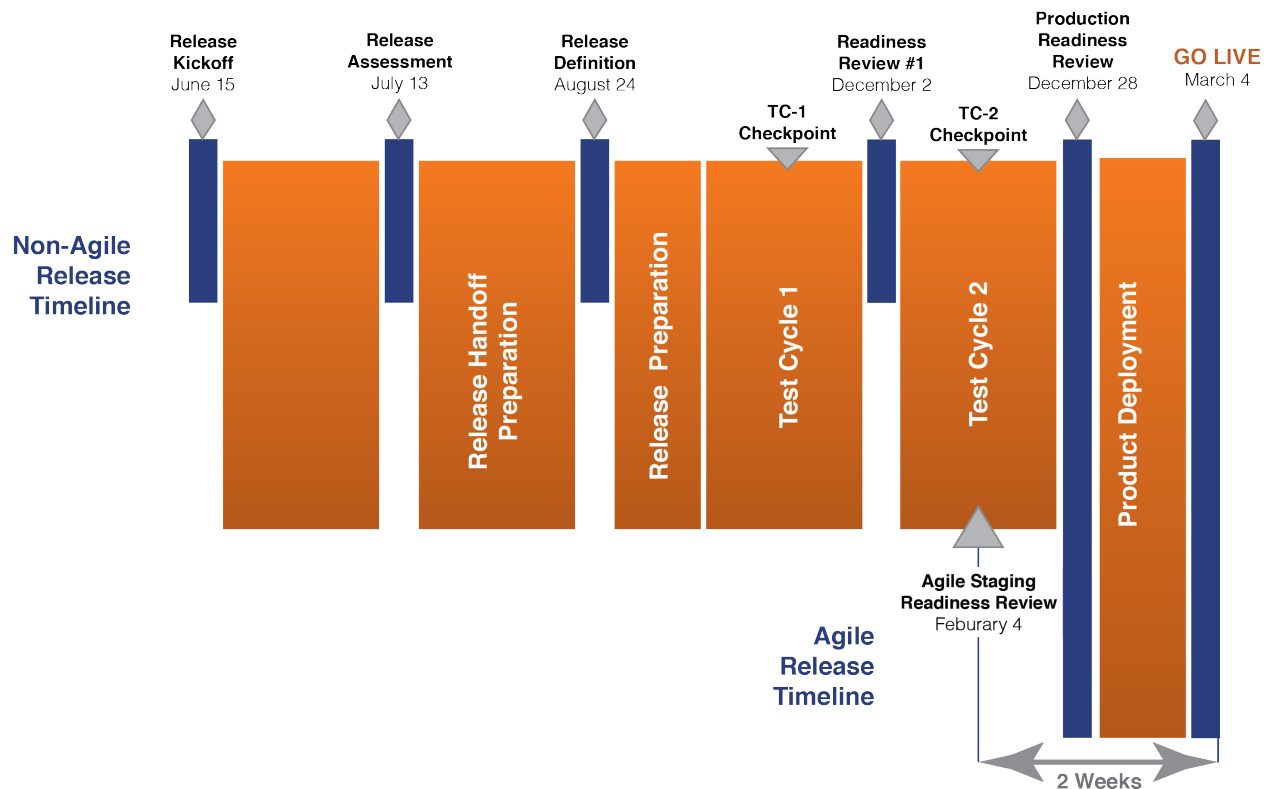 Release
Kickoff
June 15
Release
Assessment
July 13
Release
Definition
August 24
Readiness
Review #1
December 2
Production
Readiness
Review
December 28
GO LIVE
March 4
TC-1
Checkpoint
TC-2
Checkpoint
Non-Agile
Release
Timeline
Release Handoff
Preparation
Release Preparation
Test Cycle 1
Test Cycle 2
Product Deployment
Agile Staging
Readiness Review
Feburary 4
Agile
Release
Timeline
2 Weeks